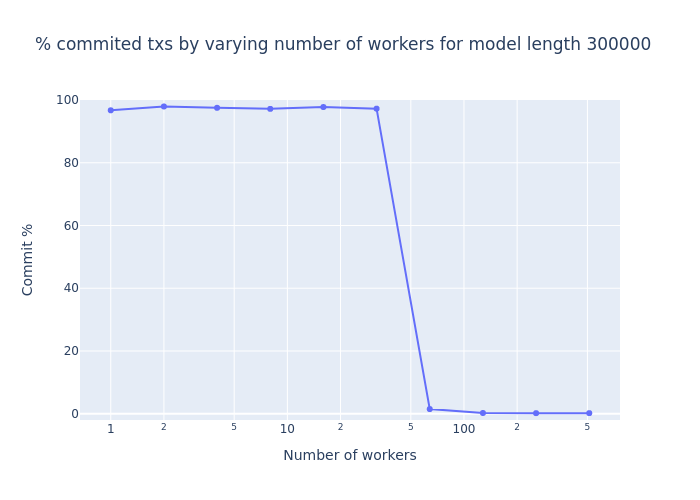 % commited txs by varying number of workers for model length 300000
100
80
60
40
20
0
Commit %
1 2 5 10 2 5 100 2 5
Number of workers